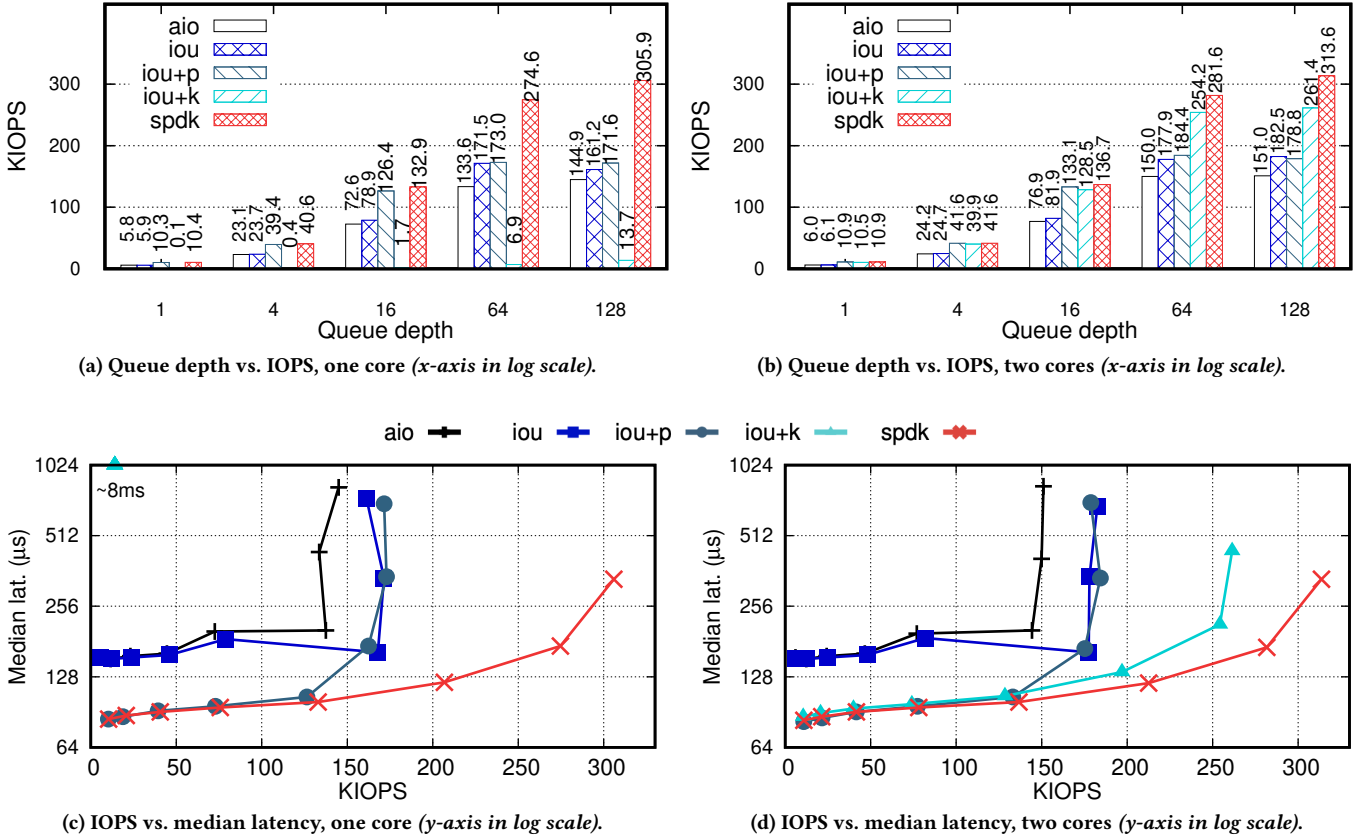 aio
iou
iou+p
iou+k
spdk
KIOPS
300
200
100
0
5.8 5.9 10.3 0.1 10.4
23.1 23.7 39.4 0.4 40.6
72.6 78.9 126.4 1.7 132.9
133.6 171.5 173.0 6.9 274.6
144.9 161.2 171.6 13.7 305.9
1 4 16 64 128
Queue depth
(a) Queue depth vs. IOPS, one core (x-axis in log scale).
aio
iou
iou+p
iou+k
spdk
KIOPS
300
200
100
0
6.0 6.1 10.9 10.5 10.9
24.2 24.7 41.6 39.9 41.6
76.9 81.9 133.1 128.5 136.7
150.0 177.9 184.4 254.2 281.6
151.0 182.5 178.8 261.4 313.6
1 4 16 64 128
Queue depth
(b) Queue depth vs. IOPS, two cores (x-axis in log scale).
aio iou iou+p iou+k spdk
Median lat. (µs)
1024
512
256
128
64
~8ms
0 50 100 150 200 250 300
KIOPS
(c) IOPS vs. median latency, one core (y-axis in log scale).
Median lat. (µs)
1024
512
256
128
64
0 50 100 150 200 250 300
KIOPS
(d) IOPS vs. median latency, two cores (y-axis in log scale).